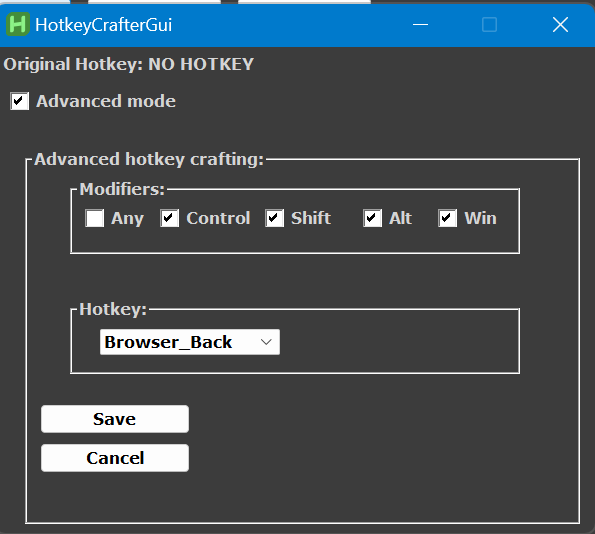 HotkeyCrafterGui
Original Hotkey: NO HOTKEY
Advanced mode
Advanced hotkey crafting:
Modifiers:
Any Control Shift Alt Win
Hotkey:
Browser_Back
Save
Cancel